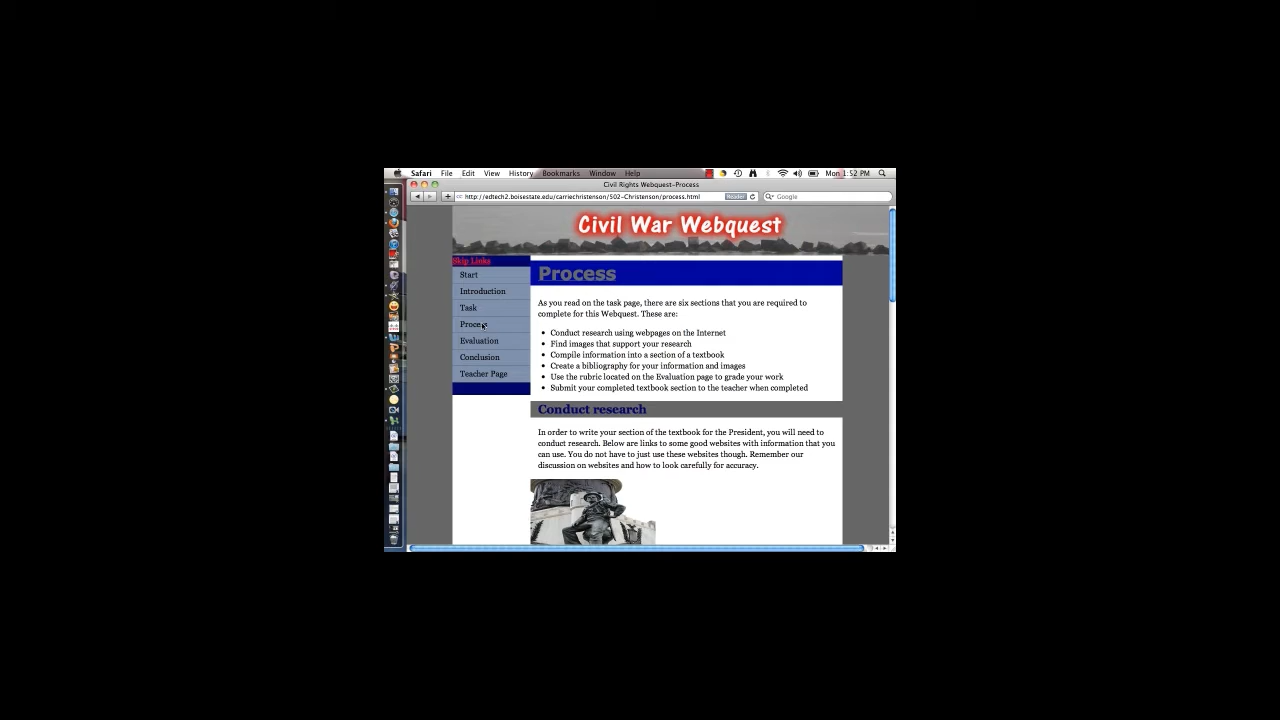 Safari File Edit View History Bookmarks Window Help Mon 1:52 PM
Civil Rights Webquest-Process
http://edtech2.boisestate.edu/carriechristenson/502-Christenson/process.html Reader Google
Civil War Webquest
Skip Links
Start
Introduction
Task
Process
Evaluation
Conclusion
Teacher Page
Process
As you read on the task page, there are six sections that you are required to
complete for this Webquest. These are:
• Conduct research using webpages on the Internet
• Find images that support your research
• Compile information into a section of a textbook
• Create a bibliography for your information and images
• Use the rubric located on the Evaluation page to grade your work
• Submit your completed textbook section to the teacher when completed
Conduct research
In order to write your section of the textbook for the President, you will need to
conduct research. Below are links to some good websites with information that you
can use. You do not have to just use these websites though. Remember our
discussion on websites and how to look carefully for accuracy.